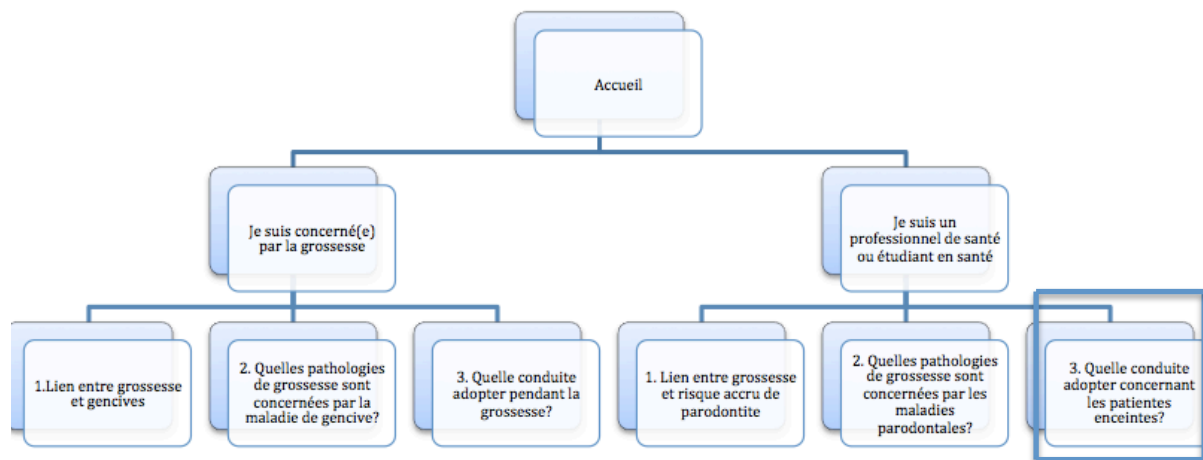 Accueil
Je suis concerné(e)
par la grossesse
Je suis un
professionnel de santé
ou étudiant en santé
1.Lien entre grossesse
et gencives
2. Quelles pathologies
de grossesse sont
concernées par la
maladie de gencive?
3. Quelle conduite
adopter pendant la
grossesse?
1. Lien entre grossesse
et risque accru de
parodontite
2. Quelles pathologies
de grossesse sont
concernées par les
maladies
parodontales?
3. Quelle conduite
adopter concernant
les patientes
enceintes?